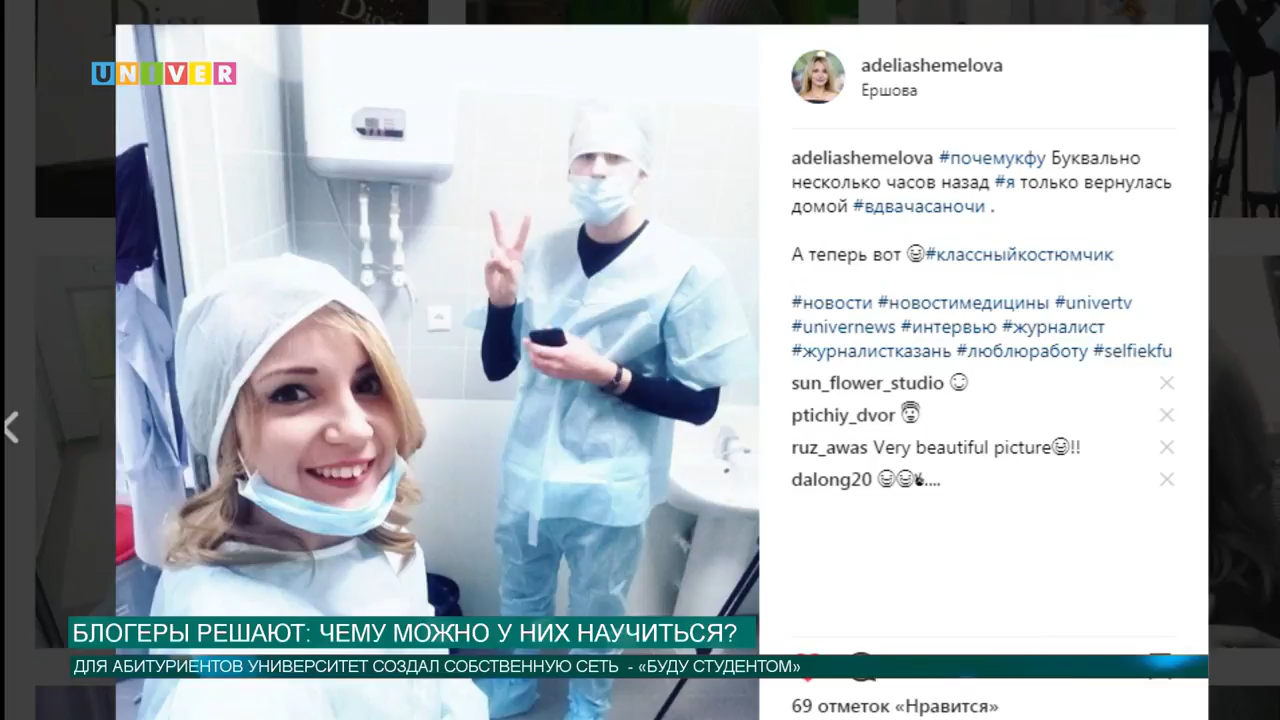 Dior
UNIVER
adeliashemelova
Ершова
adeliashemelova #почемукфу Буквально
несколько часов назад #я только вернулась
домой #вдвачасаночи .
А теперь вот #классныйкостюмчик
#новости #новостимедицины #univertv
#univernews #интервью #журналист
#журналистказань #люблюработу #selfiekfu
sun_flower_studio
ptichiy_dvor
ruz_awas Very beautiful picture!!
dalong20 ....
БЛОГЕРЫ РЕШАЮТ: ЧЕМУ МОЖНО У НИХ НАУЧИТЬСЯ?
ДЛЯ АБИТУРИЕНТОВ УНИВЕРСИТЕТ СОЗДАЛ СОБСТВЕННУЮ СЕТЬ - «БУДУ СТУДЕНТОМ»
69 отметок «Нравится»